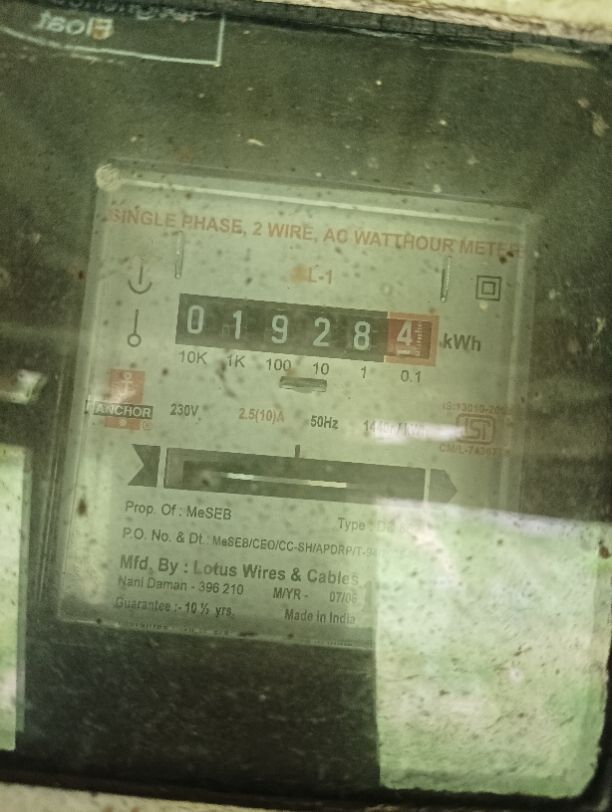 Float
SINGLE PHASE, 2 WIRE, AC WATTHOUR METER
L-1
0 1 9 2 8 4 kWh
10K 1K 100 10 1 0.1
ANCHOR 230V 2.5(10)A 50Hz
ISI
Prop. Of : MeSEB
Type :
P.O. No. & Dt.: MeSEB/CEO/CC-SH/APDRP/T-
Mfd. By : Lotus Wires & Cables
Nani Daman - 396 210 M/YR - 07/06
Guarantee :- 10 ½ yrs. Made in India